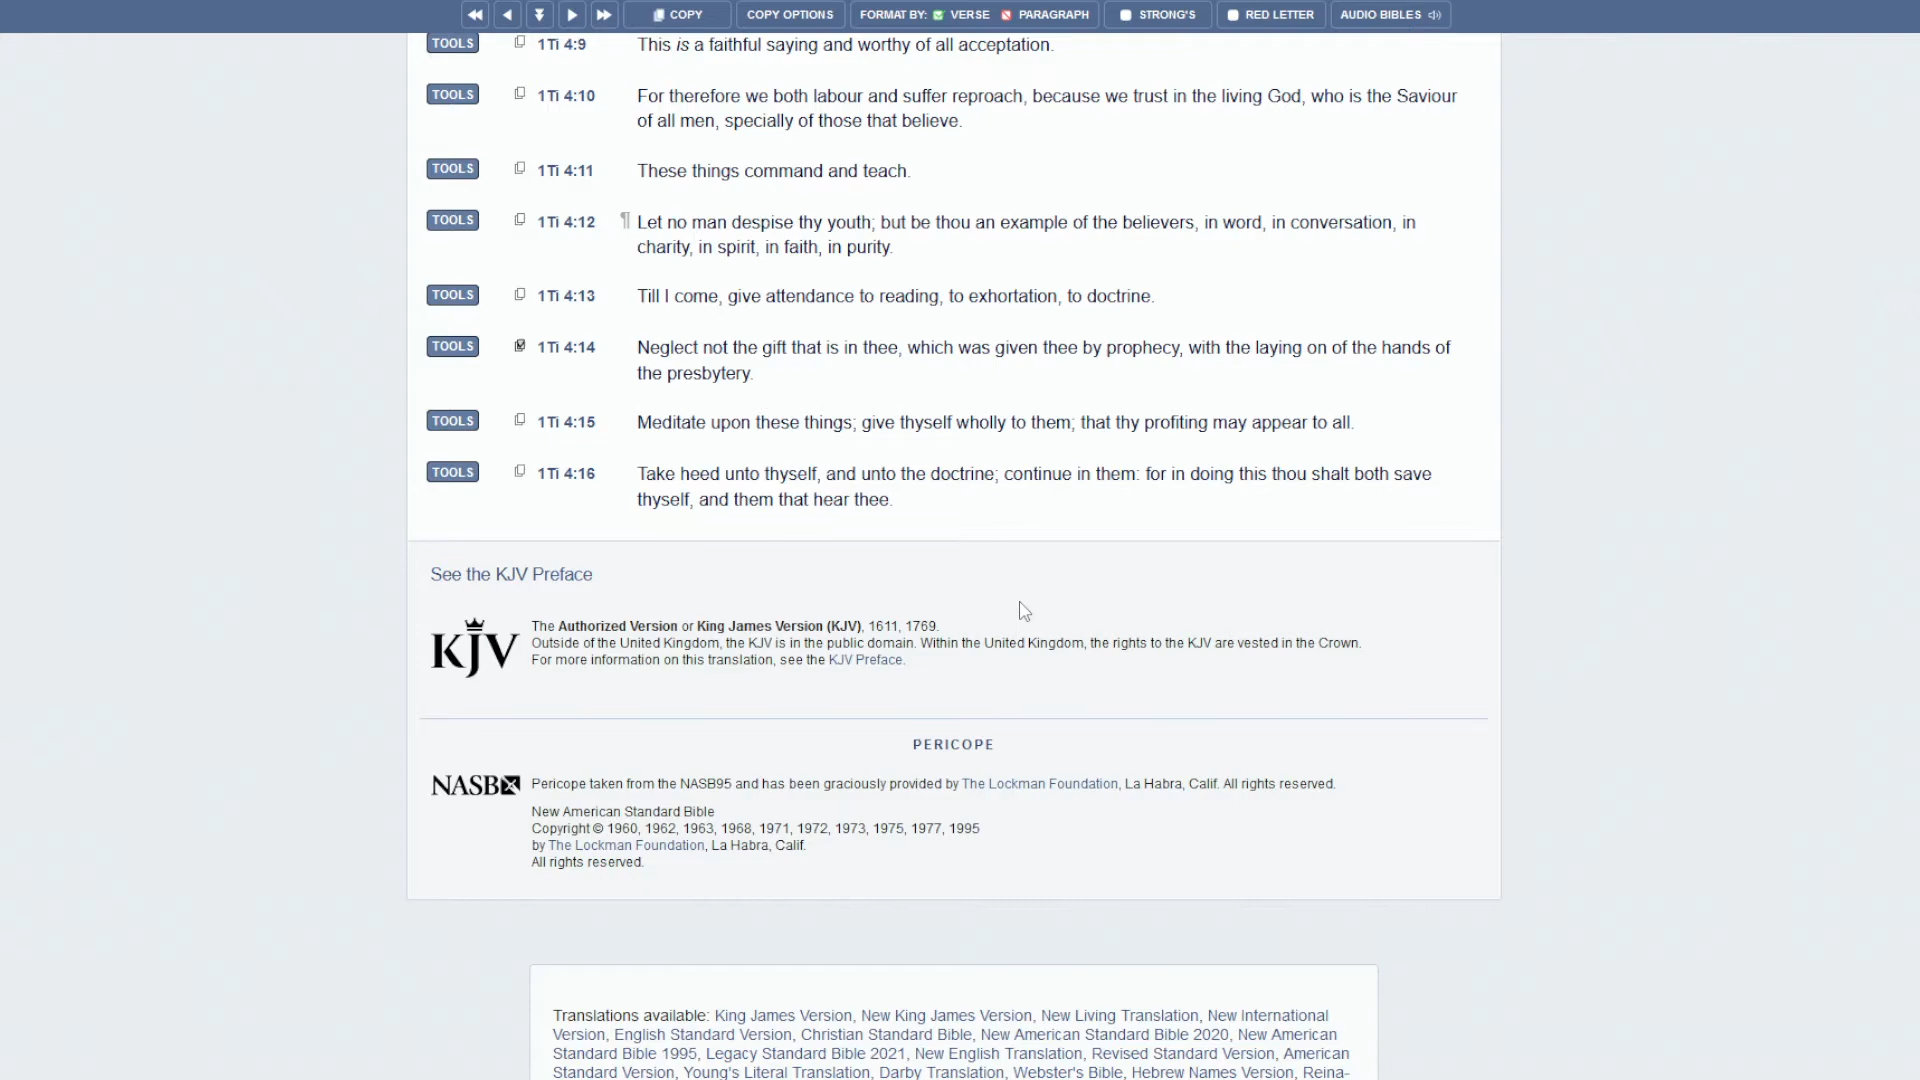 COPY COPY OPTIONS FORMAT BY: VERSE PARAGRAPH STRONG'S RED LETTER AUDIO BIBLES
TOOLS 1Ti 4:9 This is a faithful saying and worthy of all acceptation.
TOOLS 1Ti 4:10 For therefore we both labour and suffer reproach, because we trust in the living God, who is the Saviour
of all men, specially of those that believe.
TOOLS 1Ti 4:11 These things command and teach.
TOOLS 1Ti 4:12 ¶ Let no man despise thy youth; but be thou an example of the believers, in word, in conversation, in
charity, in spirit, in faith, in purity.
TOOLS 1Ti 4:13 Till I come, give attendance to reading, to exhortation, to doctrine.
TOOLS 1Ti 4:14 Neglect not the gift that is in thee, which was given thee by prophecy, with the laying on of the hands of
the presbytery.
TOOLS 1Ti 4:15 Meditate upon these things; give thyself wholly to them; that thy profiting may appear to all.
TOOLS 1Ti 4:16 Take heed unto thyself, and unto the doctrine; continue in them: for in doing this thou shalt both save
thyself, and them that hear thee.
See the KJV Preface
KJV
The Authorized Version or King James Version (KJV), 1611, 1769.
Outside of the United Kingdom, the KJV is in the public domain. Within the United Kingdom, the rights to the KJV are vested in the Crown.
For more information on this translation, see the KJV Preface.
PERICOPE
NASB Pericope taken from the NASB95 and has been graciously provided by The Lockman Foundation, La Habra, Calif. All rights reserved.
New American Standard Bible
Copyright © 1960, 1962, 1963, 1968, 1971, 1972, 1973, 1975, 1977, 1995
by The Lockman Foundation, La Habra, Calif.
All rights reserved.
Translations available: King James Version, New King James Version, New Living Translation, New International
Version, English Standard Version, Christian Standard Bible, New American Standard Bible 2020, New American
Standard Bible 1995, Legacy Standard Bible 2021, New English Translation, Revised Standard Version, American
Standard Version, Young's Literal Translation, Darby Translation, Webster's Bible, Hebrew Names Version, Reina-